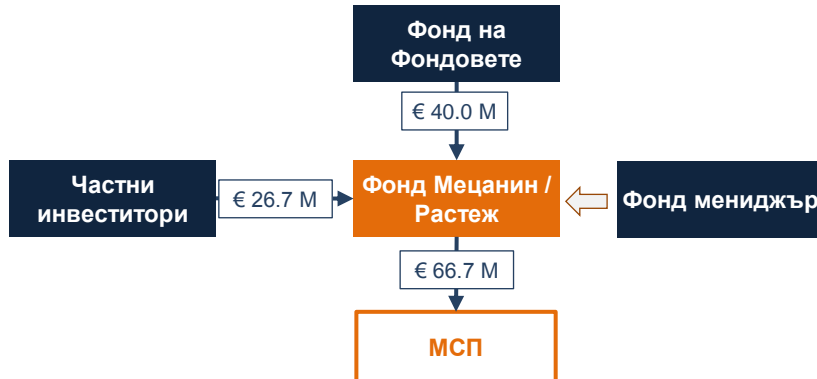 Фонд на
Фондовете
€ 40.0 M
Частни
инвеститори
€ 26.7 M
Фонд Мецанин /
Растеж
Фонд мениджър
€ 66.7 M
МСП